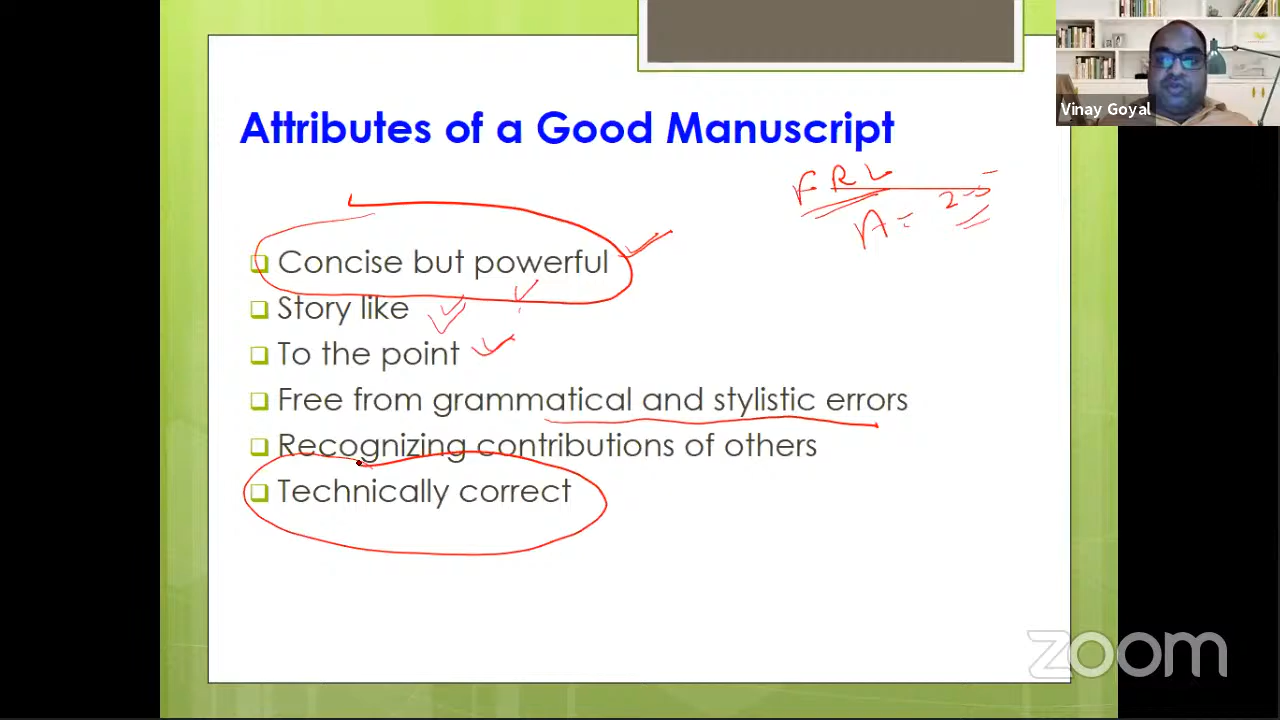 Vinay Goyal
Attributes of a Good Manuscript
FRL
A =
Concise but powerful
Story like
To the point
Free from grammatical and stylistic errors
Recognizing contributions of others
Technically correct
zoom